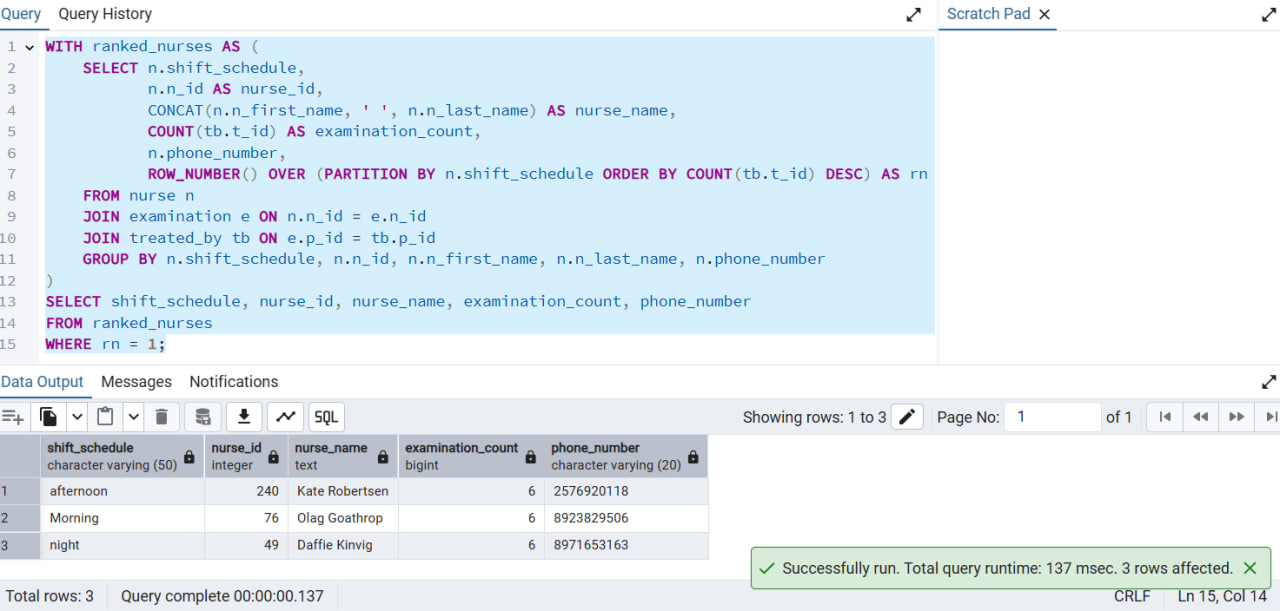 Query Query History
Scratch Pad
1 WITH ranked_nurses AS (
2 SELECT n.shift_schedule,
3 n.n_id AS nurse_id,
4 CONCAT(n.n_first_name, ' ', n.n_last_name) AS nurse_name,
5 COUNT(tb.t_id) AS examination_count,
6 n.phone_number,
7 ROW_NUMBER() OVER (PARTITION BY n.shift_schedule ORDER BY COUNT(tb.t_id) DESC) AS rn
8 FROM nurse n
9 JOIN examination e ON n.n_id = e.n_id
10 JOIN treated_by tb ON e.p_id = tb.p_id
11 GROUP BY n.shift_schedule, n.n_id, n.n_first_name, n.n_last_name, n.phone_number
12 )
13 SELECT shift_schedule, nurse_id, nurse_name, examination_count, phone_number
14 FROM ranked_nurses
15 WHERE rn = 1;
Data Output Messages Notifications
SQL Showing rows: 1 to 3 Page No: 1 of 1
shift_schedule nurse_id nurse_name examination_count phone_number
character varying (50) integer text bigint character varying (20)
1 afternoon 240 Kate Robertsen 6 2576920118
2 Morning 76 Olag Goathrop 6 8923829506
3 night 49 Daffie Kinvig 6 8971653163
Successfully run. Total query runtime: 137 msec. 3 rows affected.
Total rows: 3 Query complete 00:00:00.137 CRLF Ln 15, Col 14